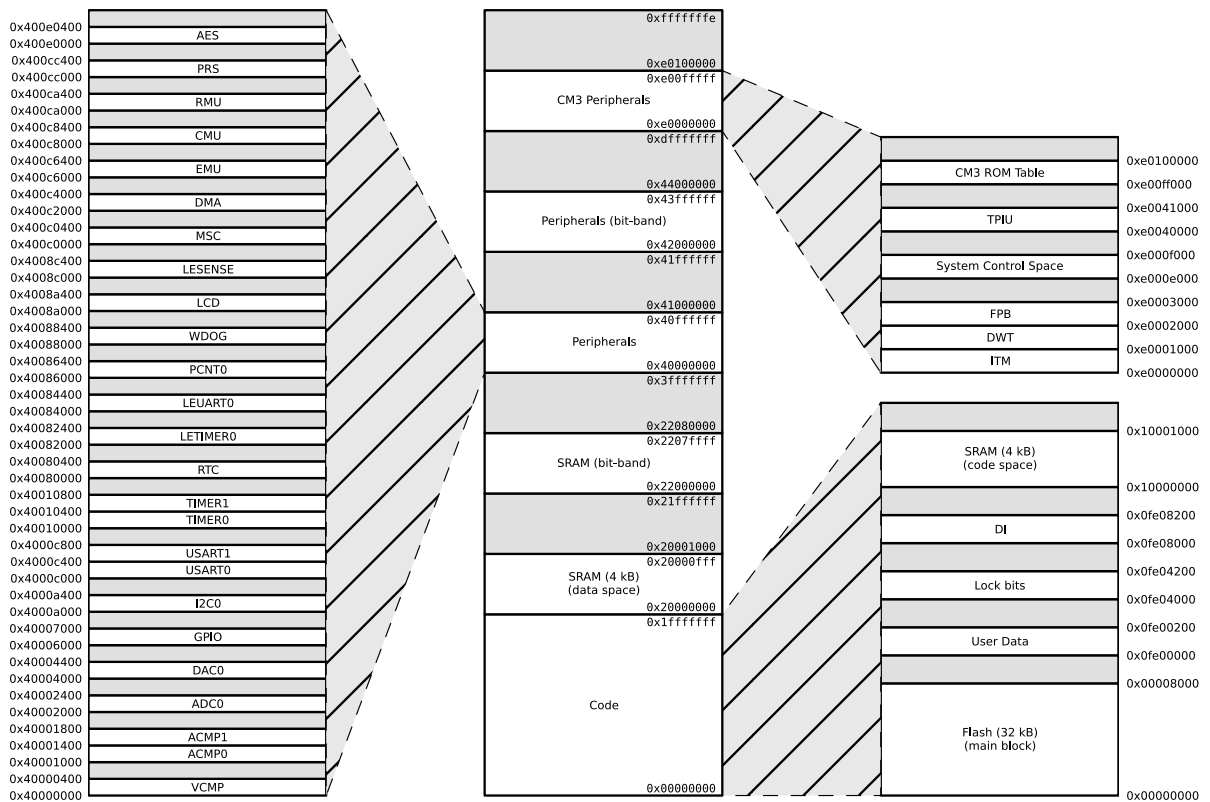 0x400e0400
AES
0x400e0000
0x400cc400
PRS
0x400cc000
0x400ca400
RMU
0x400ca000
0x400c8400
CMU
0x400c8000
0x400c6400
EMU
0x400c6000
0x400c4000
DMA
0x400c2000
0x400c0400
MSC
0x400c0000
0x4008c400
LESENSE
0x4008c000
0x4008a400
LCD
0x4008a000
0x40088400
WDOG
0x40088000
0x40086400
PCNT0
0x40086000
0x40084400
LEUART0
0x40084000
0x40082400
LETIMER0
0x40082000
0x40080400
RTC
0x40080000
0x40010800
TIMER1
0x40010400
TIMER0
0x40010000
0x4000c800
USART1
0x4000c400
USART0
0x4000c000
0x4000a400
I2C0
0x4000a000
0x40007000
GPIO
0x40006000
0x40004400
DAC0
0x40004000
0x40002400
ADC0
0x40002000
0x40001800
ACMP1
0x40001400
ACMP0
0x40001000
0x40000400
VCMP
0x40000000
0xfffffffe
0xe0100000
0xe00fffff
CM3 Peripherals
0xe0000000
0xdfffffff
0x44000000
0x43ffffff
Peripherals (bit-band)
0x42000000
0x41ffffff
0x41000000
0x40ffffff
Peripherals
0x40000000
0x3fffffff
0x22080000
0x2207ffff
SRAM (bit-band)
0x22000000
0x21ffffff
0x20001000
0x20000fff
SRAM (4 kB)
(data space)
0x20000000
0x1fffffff
Code
0x00000000
0xe0100000
CM3 ROM Table
0xe00ff000
0xe0041000
TPIU
0xe0040000
0xe000f000
System Control Space
0xe000e000
0xe0003000
FPB
0xe0002000
DWT
0xe0001000
ITM
0xe0000000
0x10001000
SRAM (4 kB)
(code space)
0x10000000
0x0fe08200
DI
0x0fe08000
0x0fe04200
Lock bits
0x0fe04000
0x0fe00200
User Data
0x0fe00000
0x00008000
Flash (32 kB)
(main block)
0x00000000